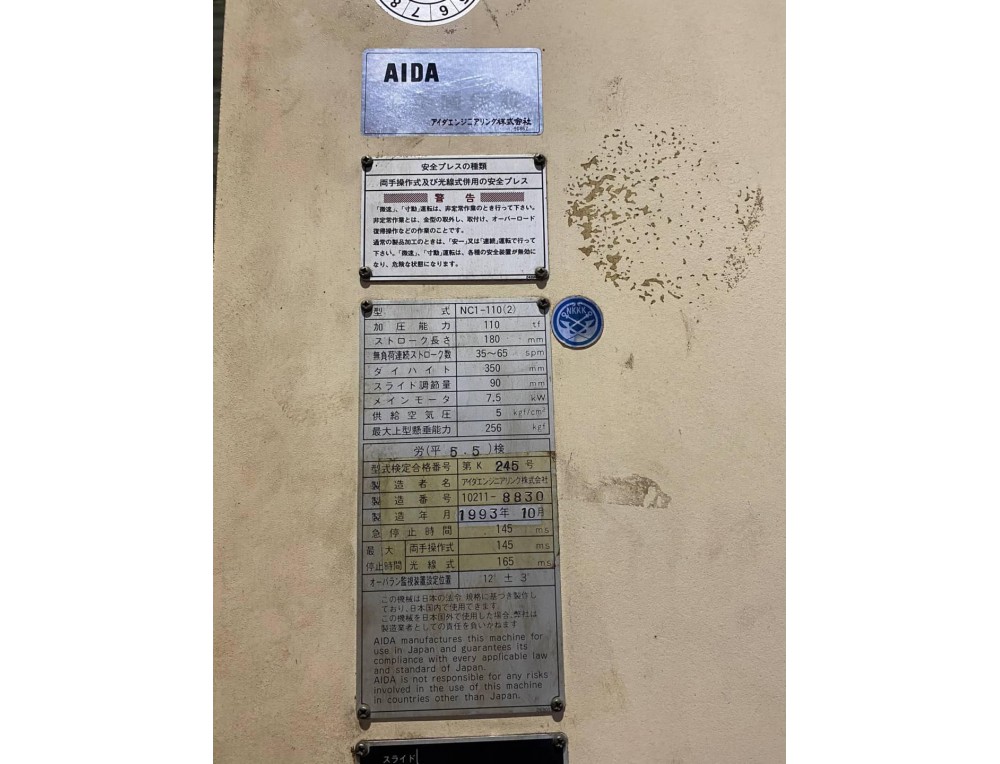 6 7 8 5
AIDA
アイダエンジニアリング株式会社
安全プレスの種類
両手操作式及び光線式併用の安全プレス
警 告
「微速」、「寸動」運転は、非定常作業のとき行って下さい。
非定常作業とは、金型の取外し、取付け、オーバーロード
復帰操作などの作業のことです。
通常の製品加工のときは、「安一」又は「連続」運転で行って
下さい。「微速」、「寸動」運転は、各種の安全装置が無効に
なり、危険な状態になります。
NKKK
型 式 NC1-110(2)
加圧能力 110 tf
ストローク長さ 180 mm
無負荷連続ストローク数 35~65 spm
ダイハイト 350 mm
スライド調節量 90 mm
メインモータ 7.5 kW
供給空気圧 5 kgf/cm²
最大上型懸垂能力 256 kgf
労(平 5.5)検
型式検定合格番号 第 K 245 号
製造者名 アイダエンジニアリング株式会社
製造番号 10211-8830
製造年月 1993年 10月
急停止時間 145 ms
最大停止時間 両手操作式 145 ms
光線式 165 ms
オーバラン監視装置設定位置 12° ± 3°
この機械は日本の法令 規格に基づき製作し
ており、日本国内で使用できます。
この機械を日本国外で使用した場合、弊社は
製造業者としての責任を負いかねます
AIDA manufactures this machine for
use in Japan and guarantees its
compliance with every applicable law
and standard of Japan.
AIDA is not responsible for any risks
involved in the use of this machine
in countries other than Japan.
スライド